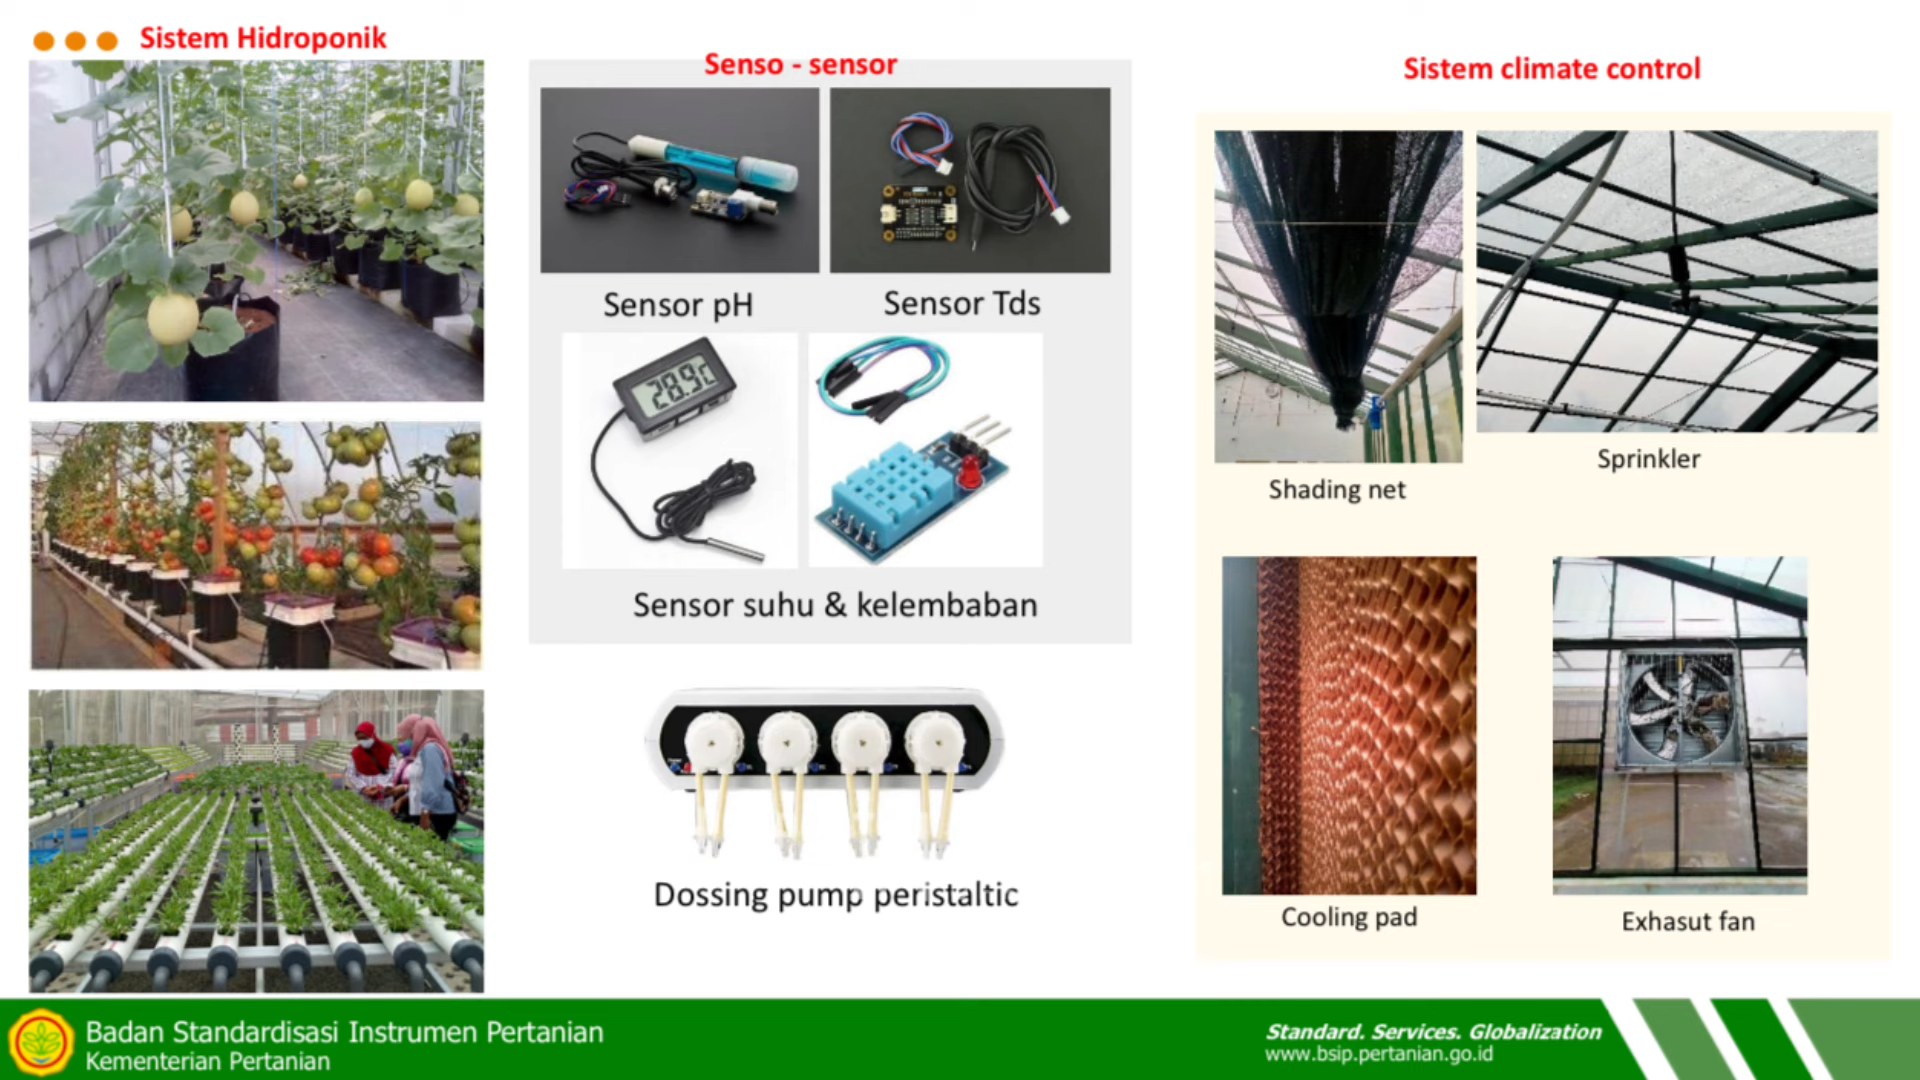 Sistem Hidroponik
Senso - sensor
Sensor pH
Sensor Tds
28.9c
Sensor suhu & kelembaban
Dossing pump peristaltic
Sistem climate control
Shading net
Sprinkler
Cooling pad
Exhasut fan
Badan Standardisasi Instrumen Pertanian
Kementerian Pertanian
Standard. Services. Globalization
www.bsip.pertanian.go.id